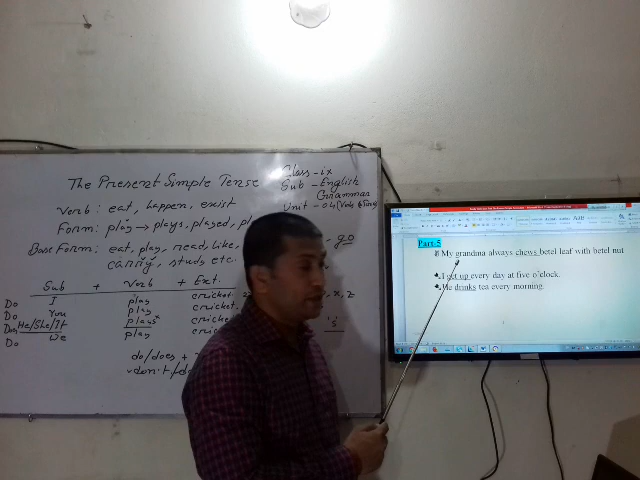 The Present Simple Tense
Class - ix
Sub - English
Grammar
Verb : eat, happen, exist
Form : play → plays, played,
Base Form : eat, play, read, like,
go
carry, study etc.
Sub + Verb + Ext.
Do I play cricket.
x, z
Do You play cricket
He/She/It plays cricket
's
Do We play cricket
do/does +
Part-5
My grandma always chews betel leaf with betel nut
I get up every day at five o'clock.
He drinks tea every morning.